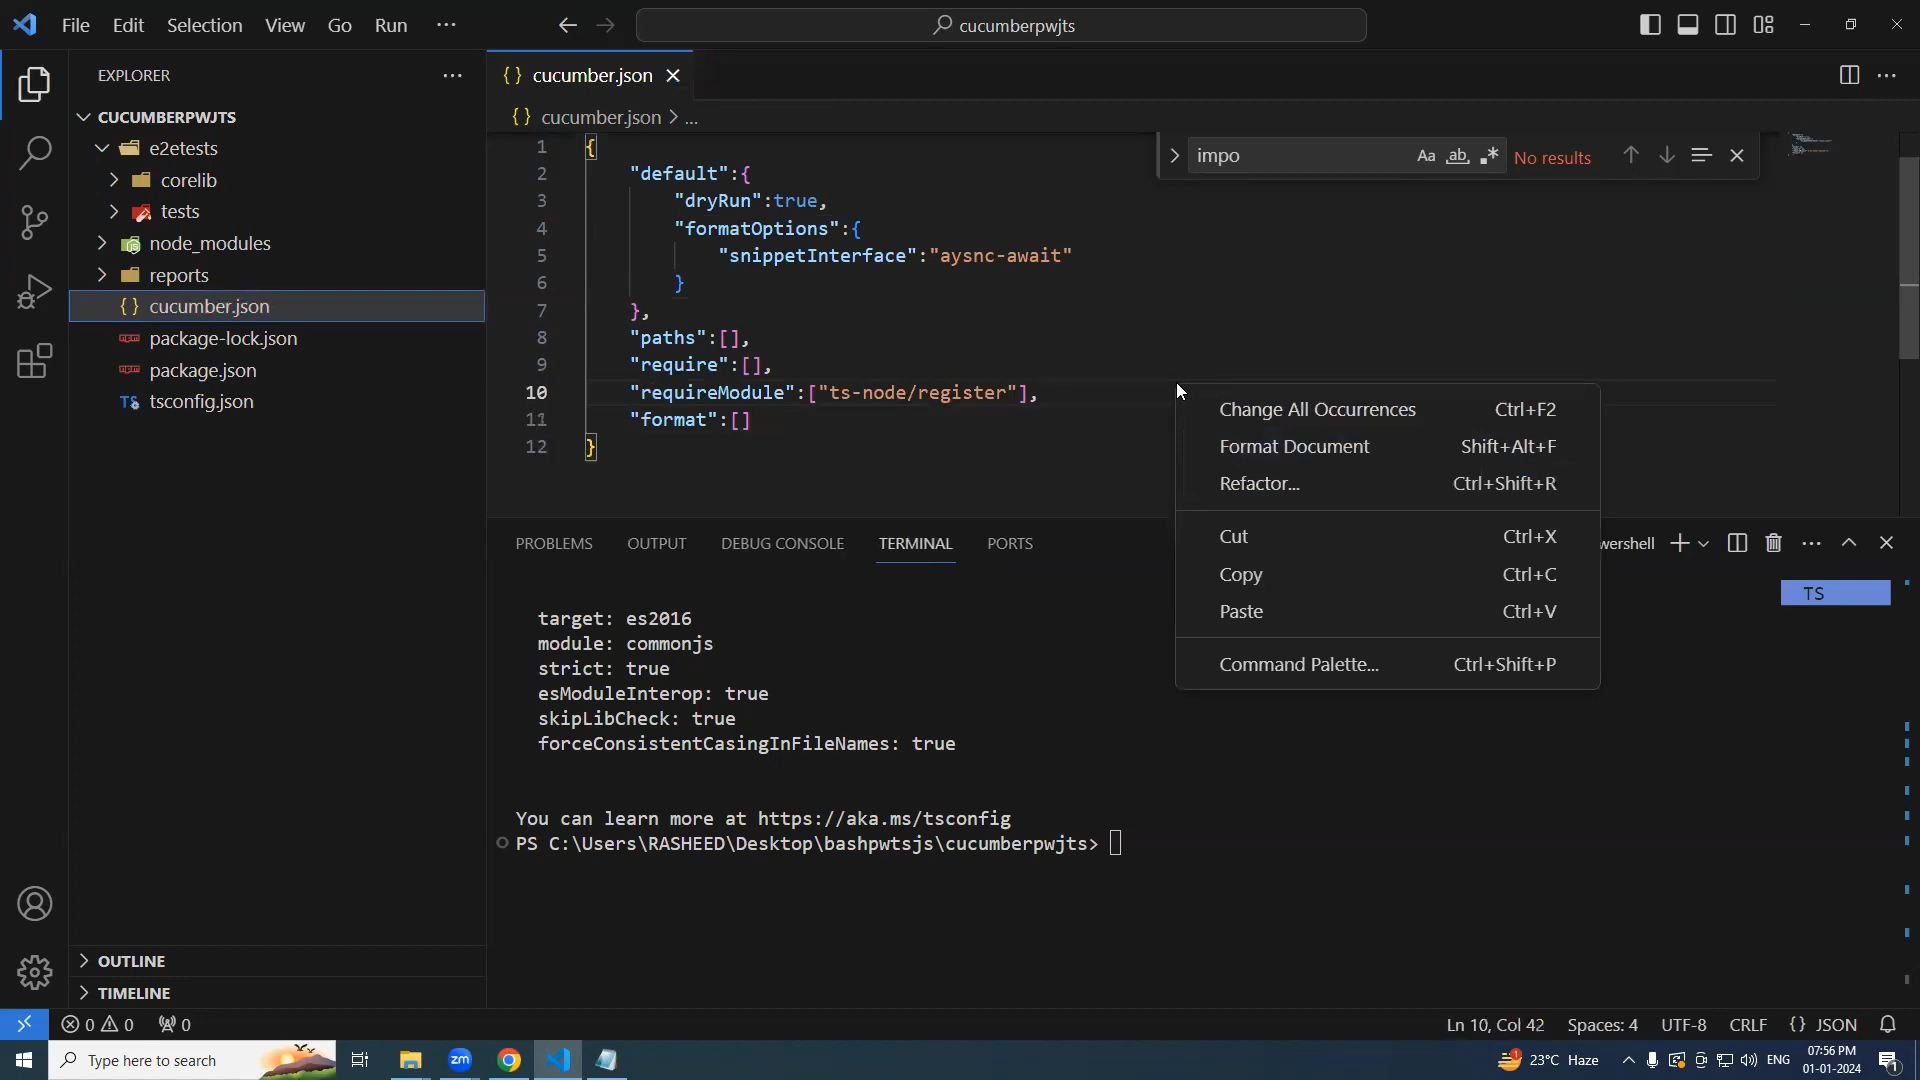 File Edit Selection View Go Run ···
cucumberpwjts
EXPLORER
CUCUMBERPWJTS
e2etests
corelib
tests
node_modules
reports
cucumber.json
package-lock.json
package.json
TS tsconfig.json
OUTLINE
TIMELINE
{ } cucumber.json
{ } cucumber.json > ...
impo
Aa ab .* No results
1 {
2 "default":{
3 "dryRun":true,
4 "formatOptions":{
5 "snippetInterface":"aysnc-await"
6 }
7 },
8 "paths":[],
9 "require":[],
10 "requireModule":["ts-node/register"],
11 "format":[]
12 }
Change All Occurrences Ctrl+F2
Format Document Shift+Alt+F
Refactor... Ctrl+Shift+R
Cut Ctrl+X
Copy Ctrl+C
Paste Ctrl+V
Command Palette... Ctrl+Shift+P
PROBLEMS OUTPUT DEBUG CONSOLE TERMINAL PORTS
wershell
TS
target: es2016
module: commonjs
strict: true
esModuleInterop: true
skipLibCheck: true
forceConsistentCasingInFileNames: true
You can learn more at https://aka.ms/tsconfig
PS C:\Users\RASHEED\Desktop\bashpwtsjs\cucumberpwjts>
0 0 0
Ln 10, Col 42 Spaces: 4 UTF-8 CRLF { } JSON
Type here to search
zm
1 23°C Haze
ENG
07:56 PM
01-01-2024
1